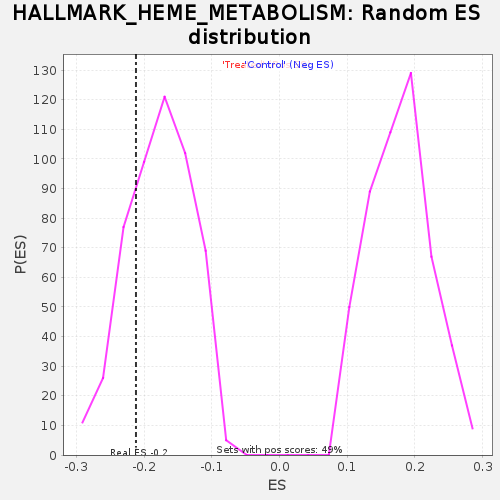 HALLMARK_HEME_METABOLISM: Random ES
distribution
'Trea'Control' (Neg ES)
130
120
110
100
90
80
70
60
50
40
30
20
10
0
P(ES)
Real ES -0.2
Sets with pos scores: 49%
-0.3 -0.2 -0.1 0.0 0.1 0.2 0.3
ES